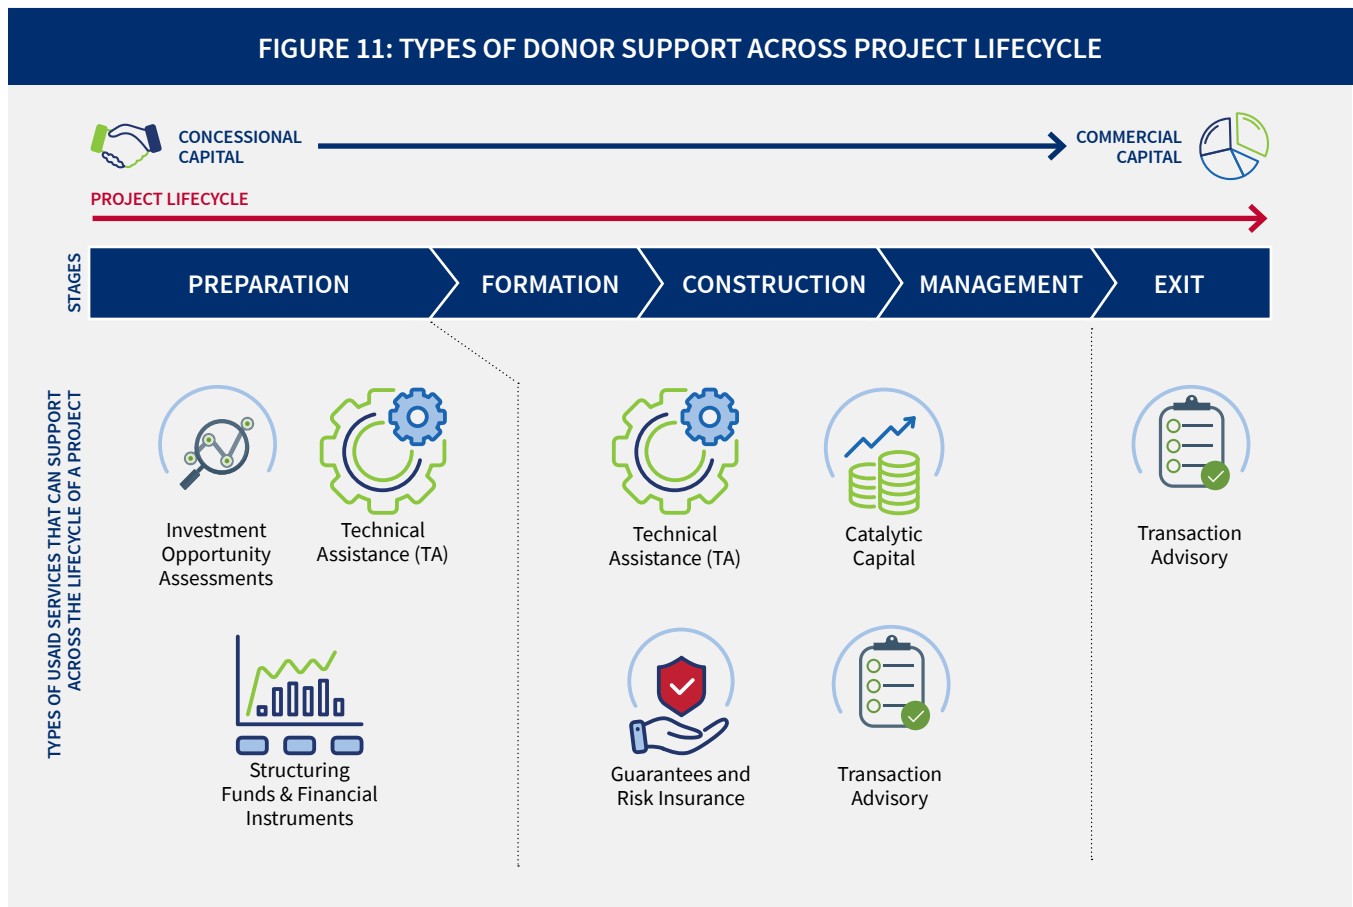 FIGURE 11: TYPES OF DONOR SUPPORT ACROSS PROJECT LIFECYCLE
CONCESSIONAL
CAPITAL
COMMERCIAL
CAPITAL
PROJECT LIFECYCLE
STAGES
PREPARATION
FORMATION
CONSTRUCTION
MANAGEMENT
EXIT
TYPES OF USAID SERVICES THAT CAN SUPPORT
ACROSS THE LIFECYCLE OF A PROJECT
Investment
Opportunity
Assessments
Technical
Assistance (TA)
Structuring
Funds & Financial
Instruments
Technical
Assistance (TA)
Catalytic
Capital
Guarantees and
Risk Insurance
Transaction
Advisory
Transaction
Advisory